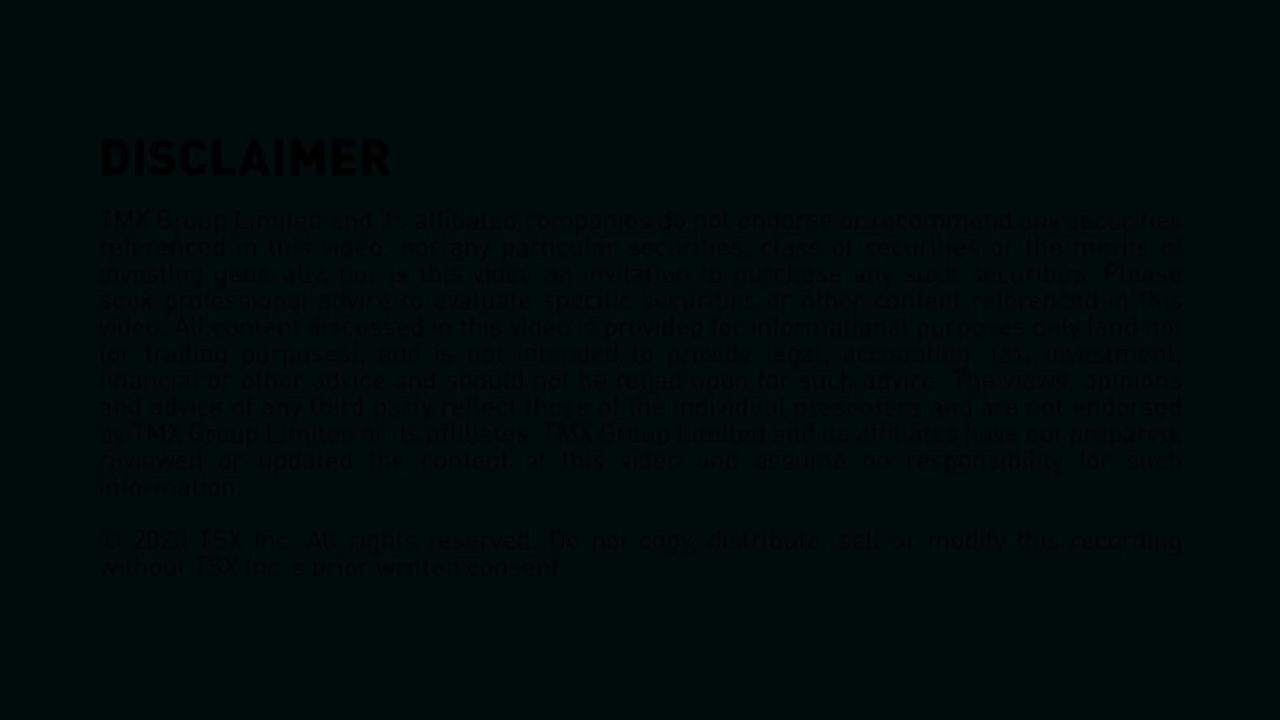 DISCLAIMER
TMX Group Limited and its affiliated companies do not endorse or recommend any securities
referenced in this video, nor any particular securities, class of securities or the merits of
investing generally, nor is this video an invitation to purchase any such securities. Please
seek professional advice to evaluate specific securities or other content referenced in this
video. All content discussed in this video is provided for informational purposes only (and not
for trading purposes), and is not intended to provide legal, accounting, tax, investment,
financial or other advice and should not be relied upon for such advice. The views, opinions
and advice of any third party reflect those of the individual presenters and are not endorsed
by TMX Group Limited or its affiliates. TMX Group Limited and its affiliates have not prepared,
reviewed or updated the content of this video and assume no responsibility for such
information.
© 2020 TSX Inc. All rights reserved. Do not copy, distribute, sell or modify this recording
without TSX Inc.'s prior written consent.